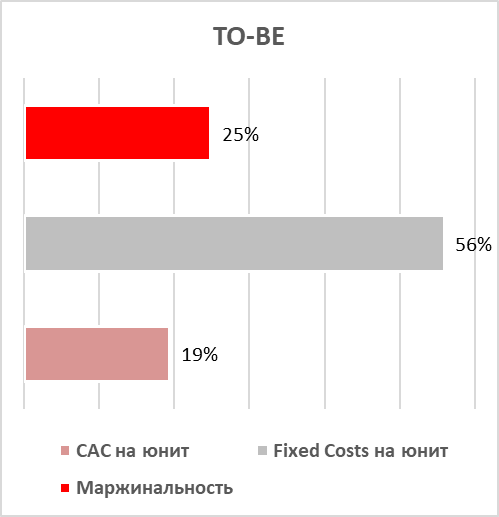 TO-BE
25%
56%
19%
CAC на юнит
Fixed Costs на юнит
Маржинальность